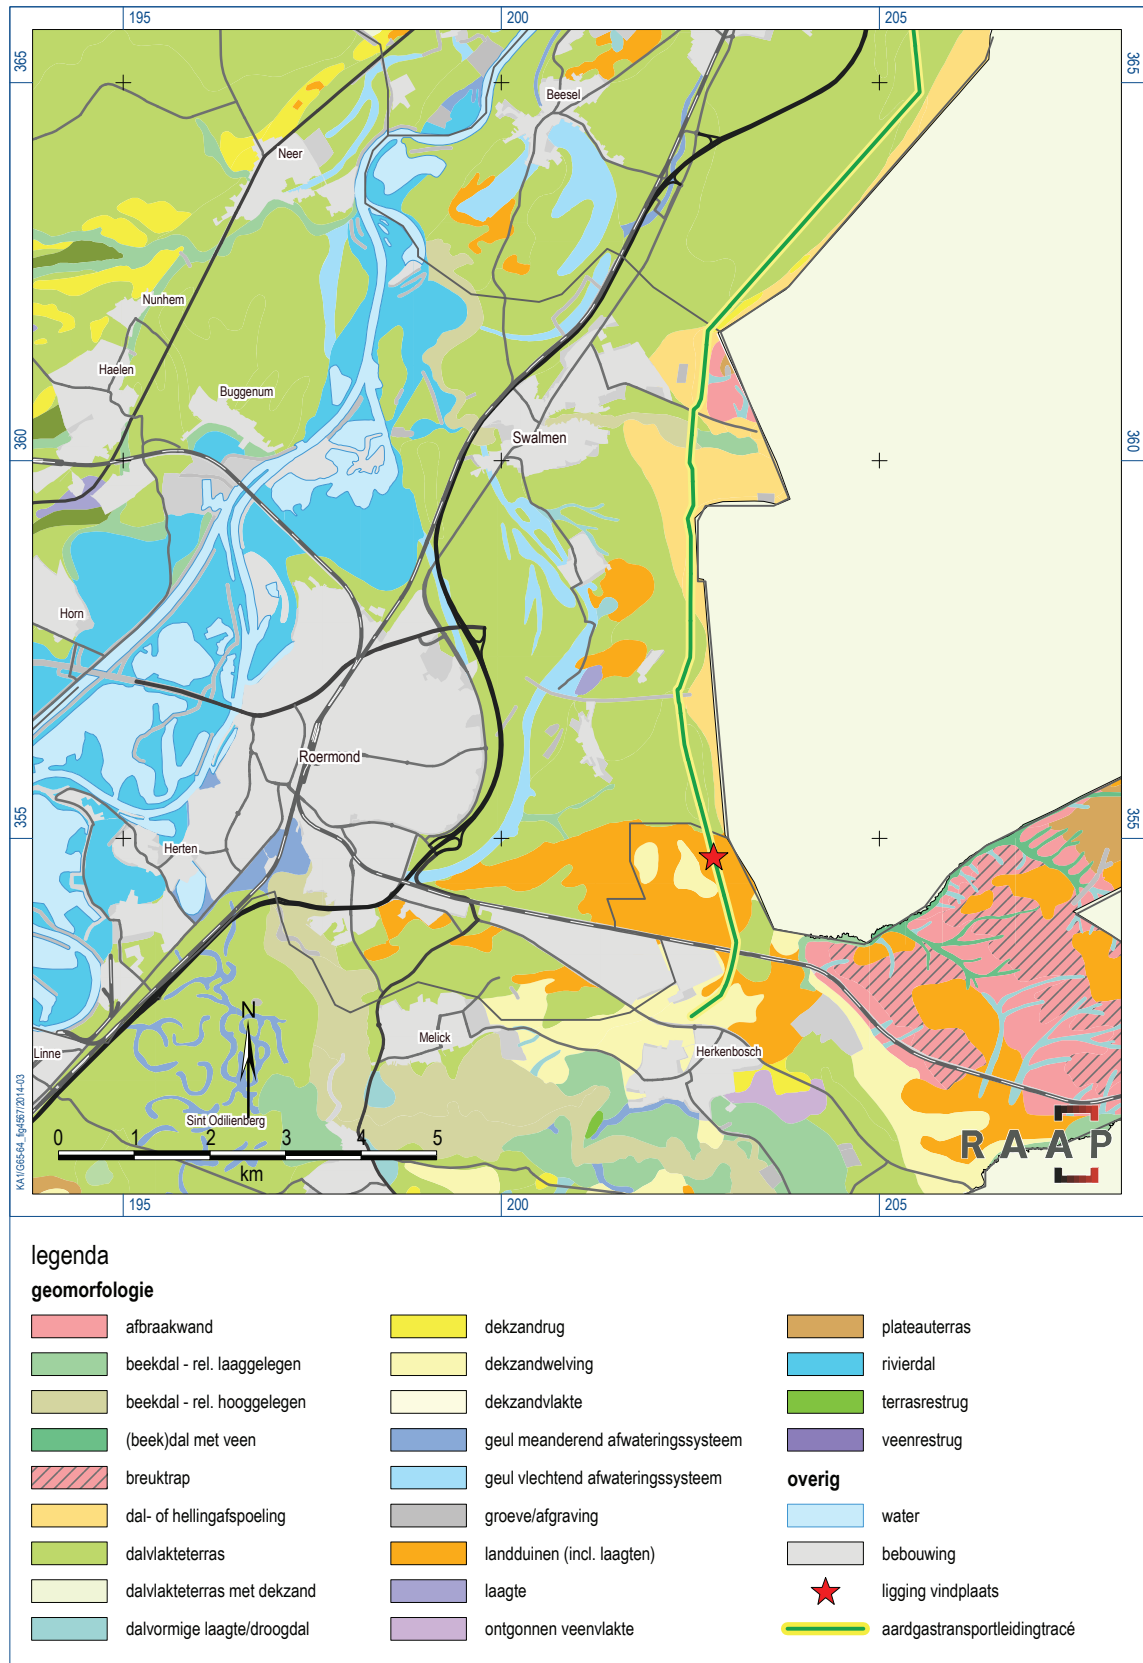 195 200 205
365 365
Beesel
Neer
Nunhem
Haelen
Buggenum
360 360
Swalmen
Horn
Roermond
355 355
Herten
N
Melick
Linne
Herkenbosch
Sint Odilienberg
0 1 2 3 4 5
km
RAAP
KA1/G65-64_fig4567/2014-03
195 200 205
legenda
geomorfologie
afbraakwand
beekdal - rel. laaggelegen
beekdal - rel. hooggelegen
(beek)dal met veen
breuktrap
dal- of hellingafspoeling
dalvlakteterras
dalvlakteterras met dekzand
dalvormige laagte/droogdal
dekzandrug
dekzandwelving
dekzandvlakte
geul meanderend afwateringssysteem
geul vlechtend afwateringssysteem
groeve/afgraving
landduinen (incl. laagten)
laagte
ontgonnen veenvlakte
plateauterras
rivierdal
terrasrestrug
veenrestrug
overig
water
bebouwing
ligging vindplaats
aardgastransportleidingtracé